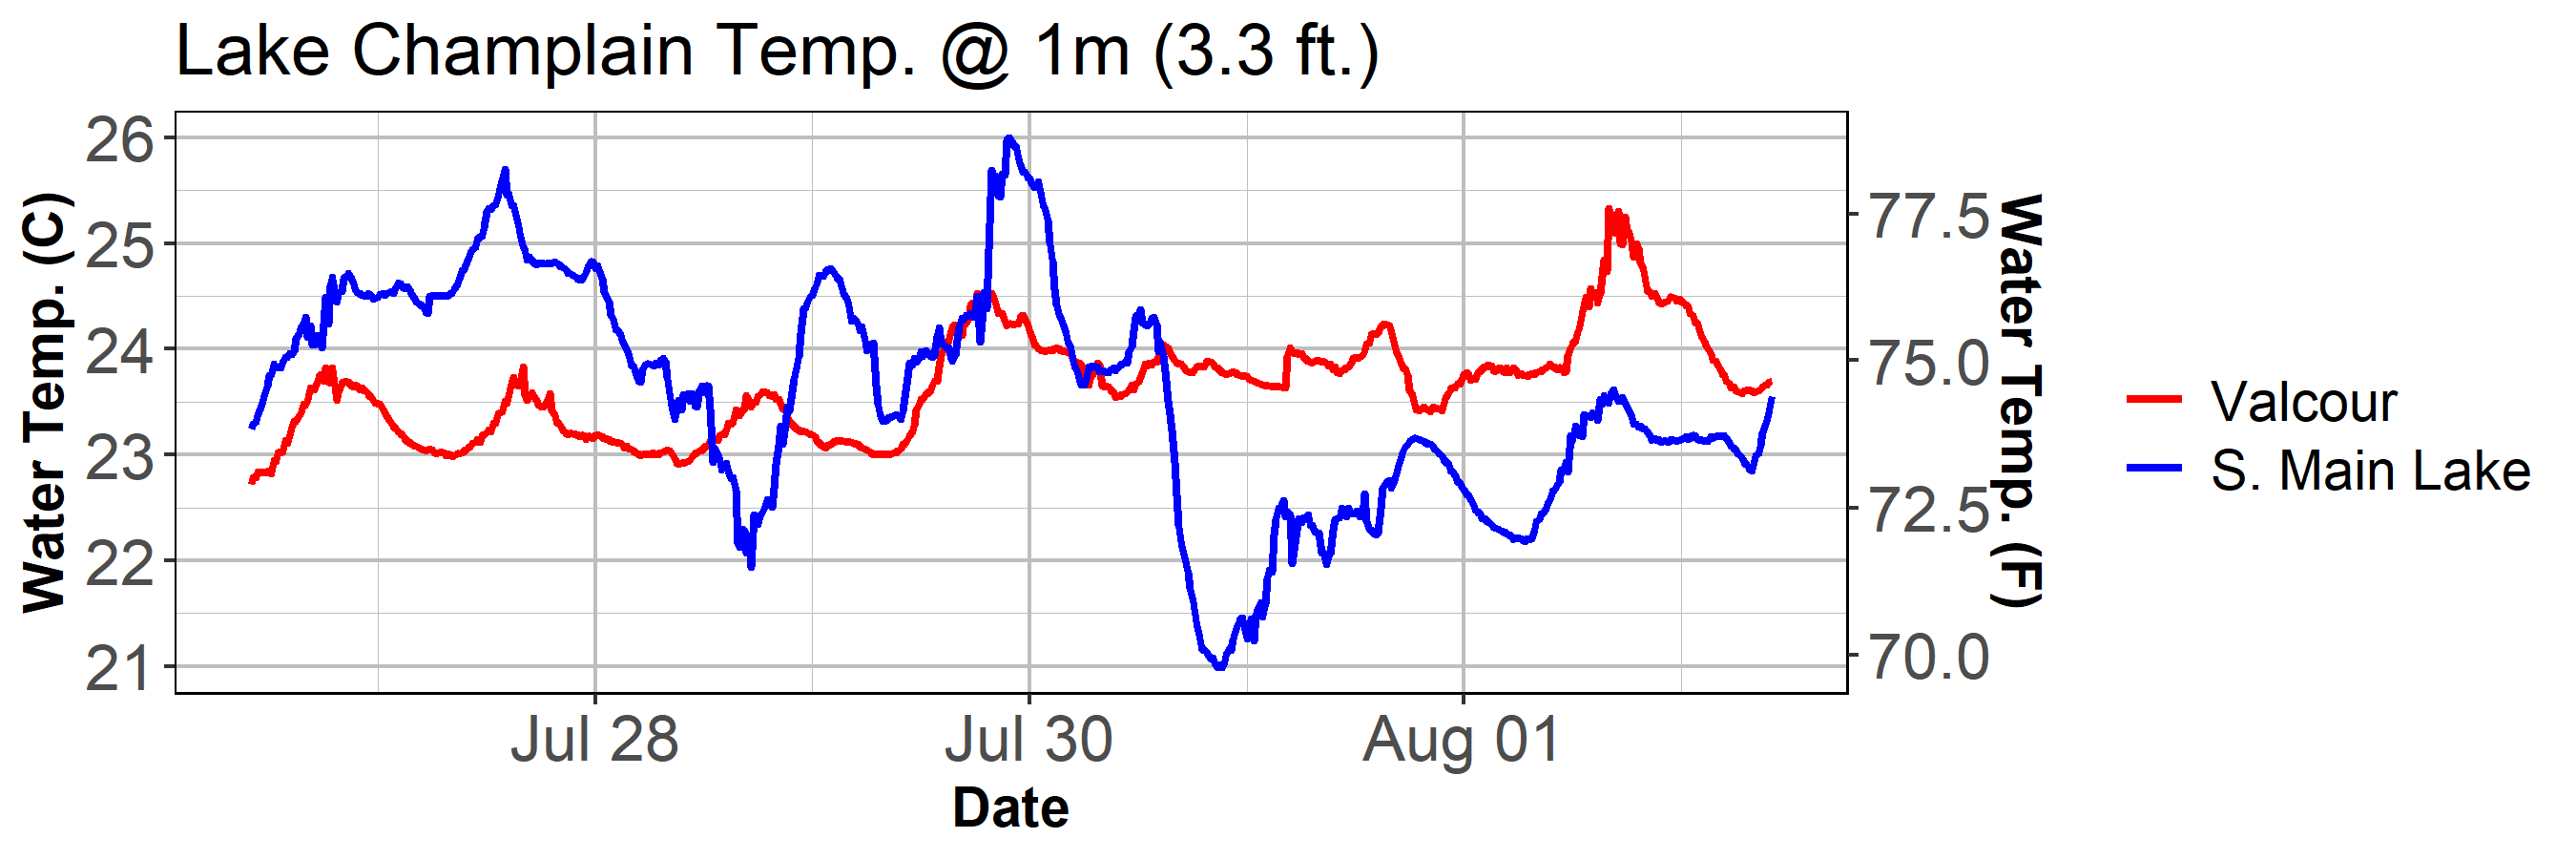 Lake Champlain Temp. @ 1m (3.3 ft.)
Water Temp. (C)
26
25
24
23
22
21
77.5
75.0
72.5
70.0
Water Temp. (F)
Jul 28
Jul 30
Aug 01
Date
Valcour
S. Main Lake